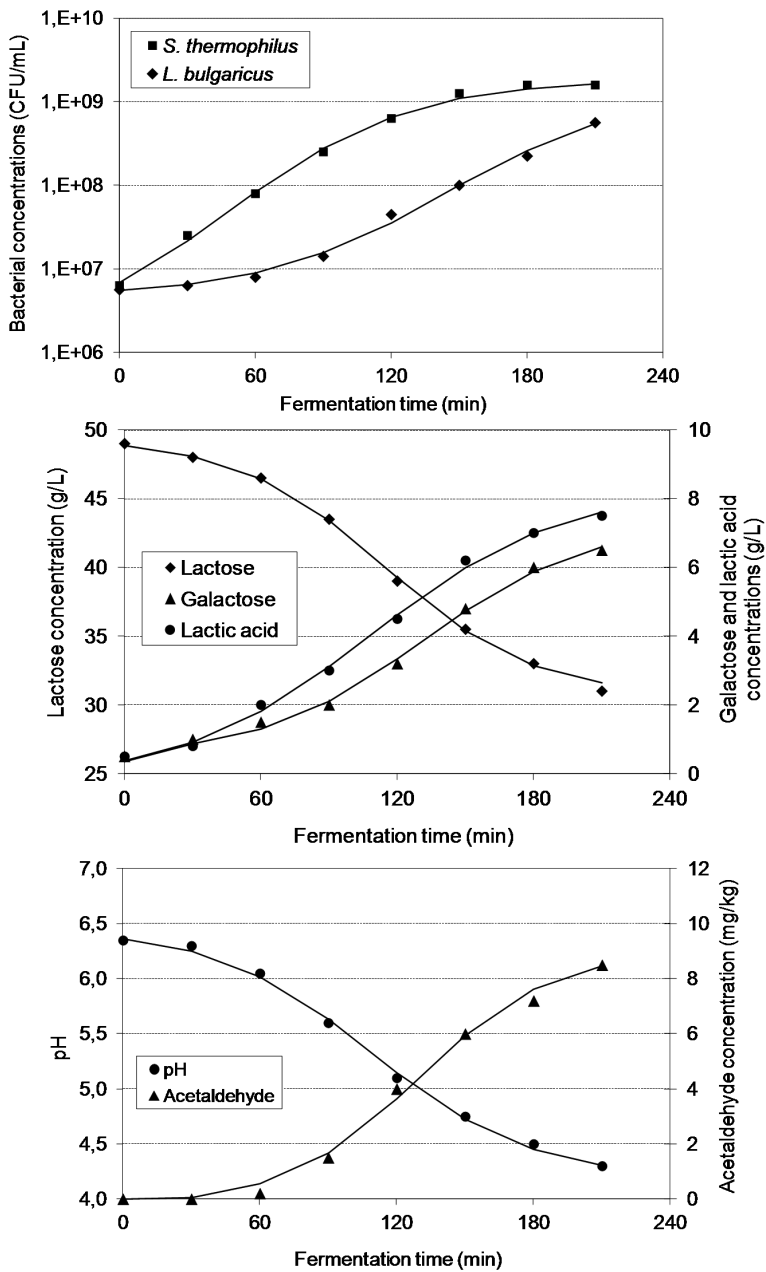 1,E+10
1,E+09
1,E+08
1,E+07
1,E+06
Bacterial concentrations (CFU/mL)
S. thermophilus
L. bulgaricus
0 60 120 180 240
Fermentation time (min)
50
45
40
35
30
25
Lactose concentration (g/L)
Lactose
Galactose
Lactic acid
10
8
6
4
2
0
Galactose and lactic acid
concentrations (g/L)
0 60 120 180 240
Fermentation time (min)
7,0
6,5
6,0
5,5
5,0
4,5
4,0
pH
pH
Acetaldehyde
12
10
8
6
4
2
0
Acetaldehyde concentration (mg/kg)
0 60 120 180 240
Fermentation time (min)